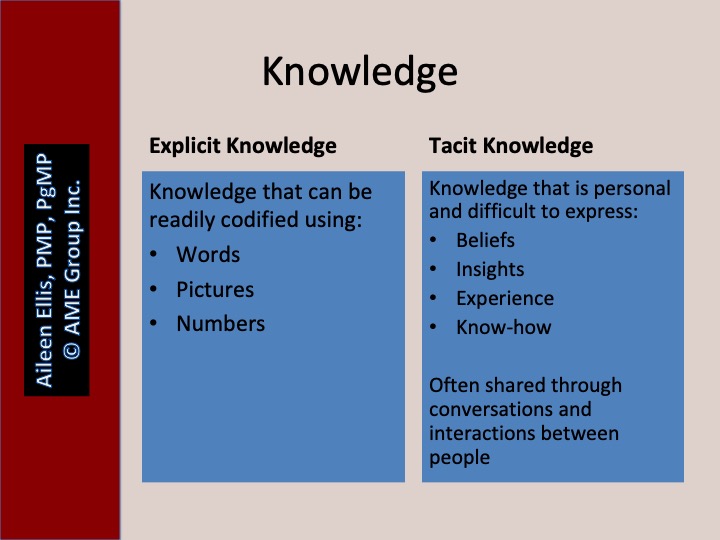 Knowledge
Aileen Ellis, PMP, PgMP
© AME Group Inc.
Explicit Knowledge
Knowledge that can be
readily codified using:
• Words
• Pictures
• Numbers
Tacit Knowledge
Knowledge that is personal
and difficult to express:
• Beliefs
• Insights
• Experience
• Know-how
Often shared through
conversations and
interactions between
people